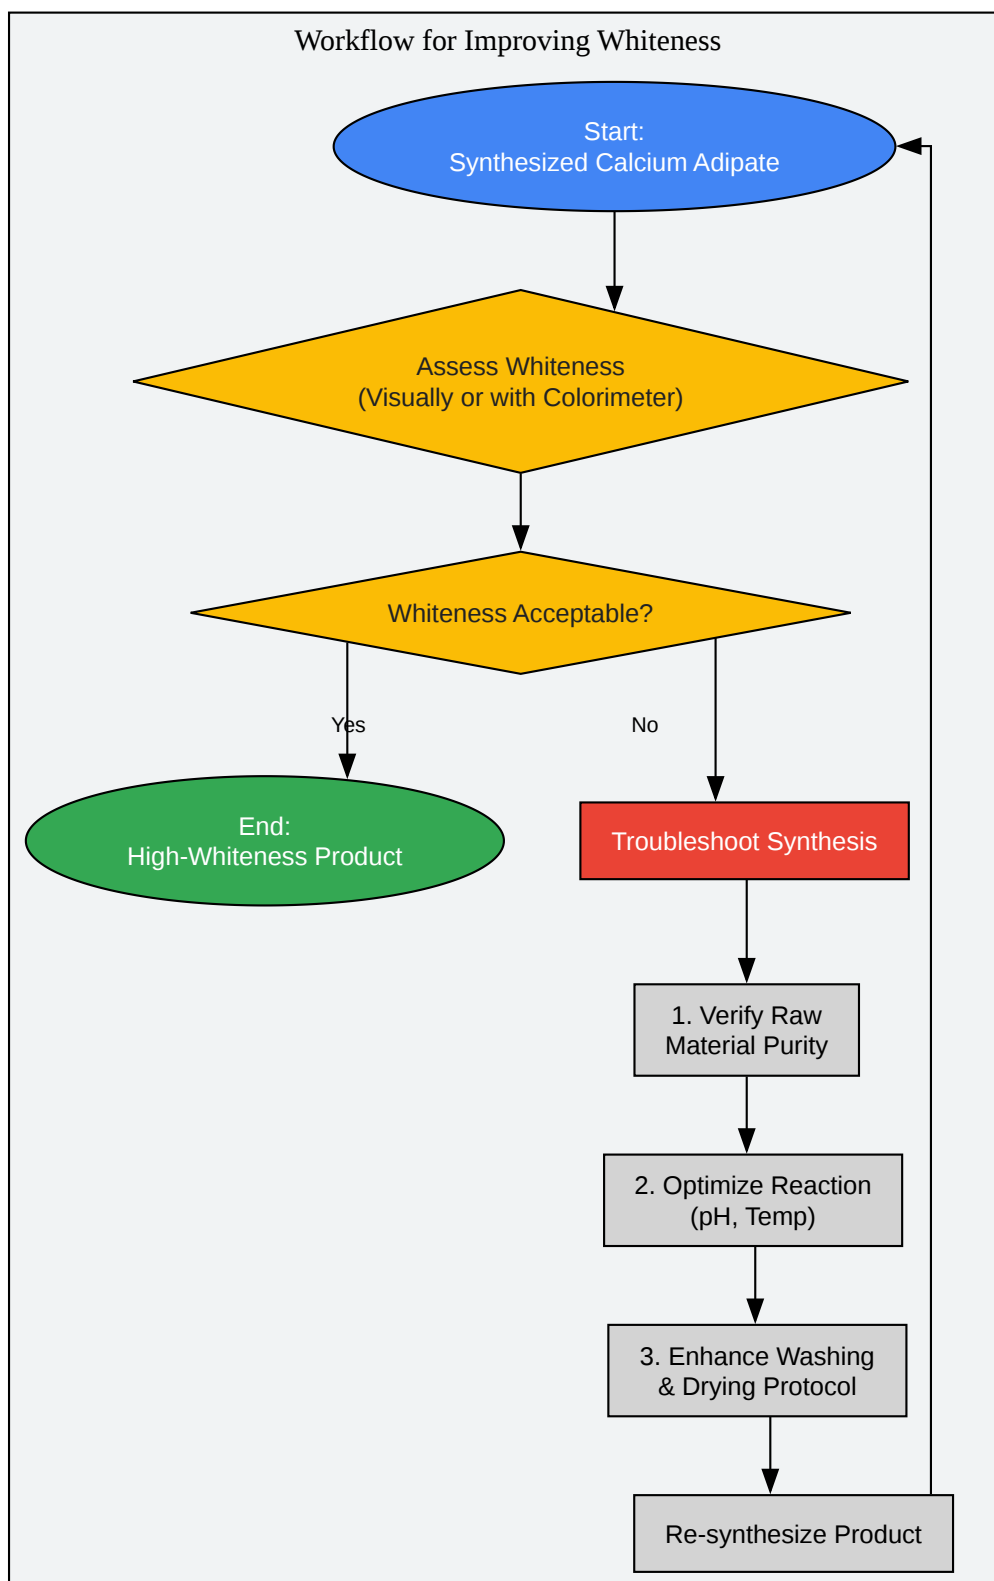 Workflow for Improving Whiteness
Start:
Synthesized Calcium Adipate
Assess Whiteness
(Visually or with Colorimeter)
Whiteness Acceptable?
Yes
No
End:
High-Whiteness Product
Troubleshoot Synthesis
1. Verify Raw
Material Purity
2. Optimize Reaction
(pH, Temp)
3. Enhance Washing
& Drying Protocol
Re-synthesize Product